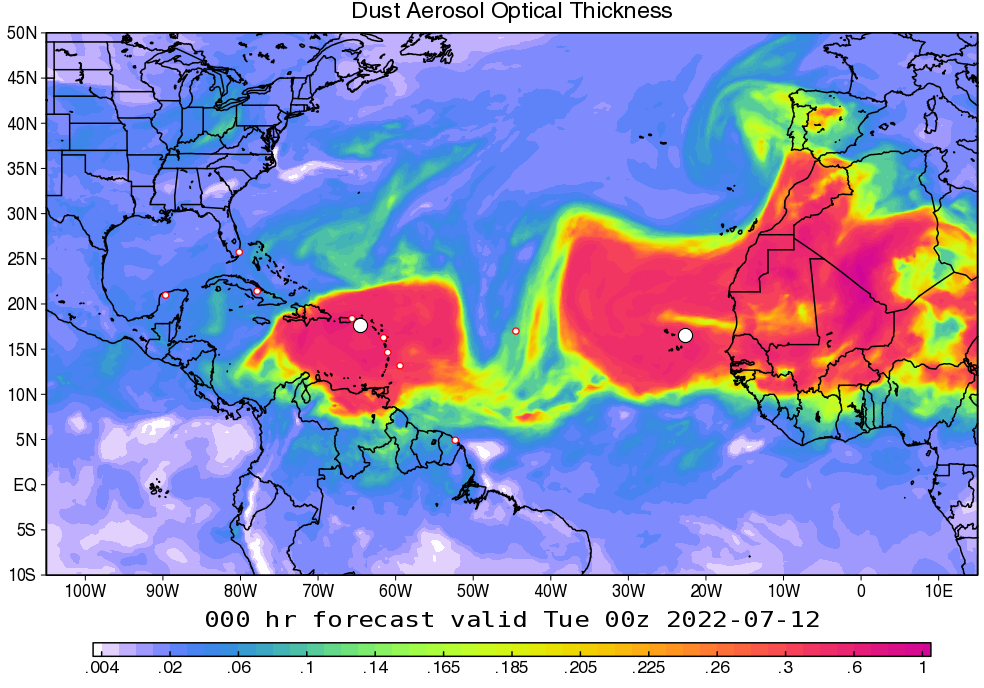 Dust Aerosol Optical Thickness
50N
45N
40N
35N
30N
25N
20N
15N
10N
5N
EQ
5S
10S
100W 90W 80W 70W 60W 50W 40W 30W 20W 10W 0 10E
000 hr forecast valid Tue 00z 2022-07-12
.004 .02 .06 .1 .14 .165 .185 .205 .225 .26 .3 .6 1